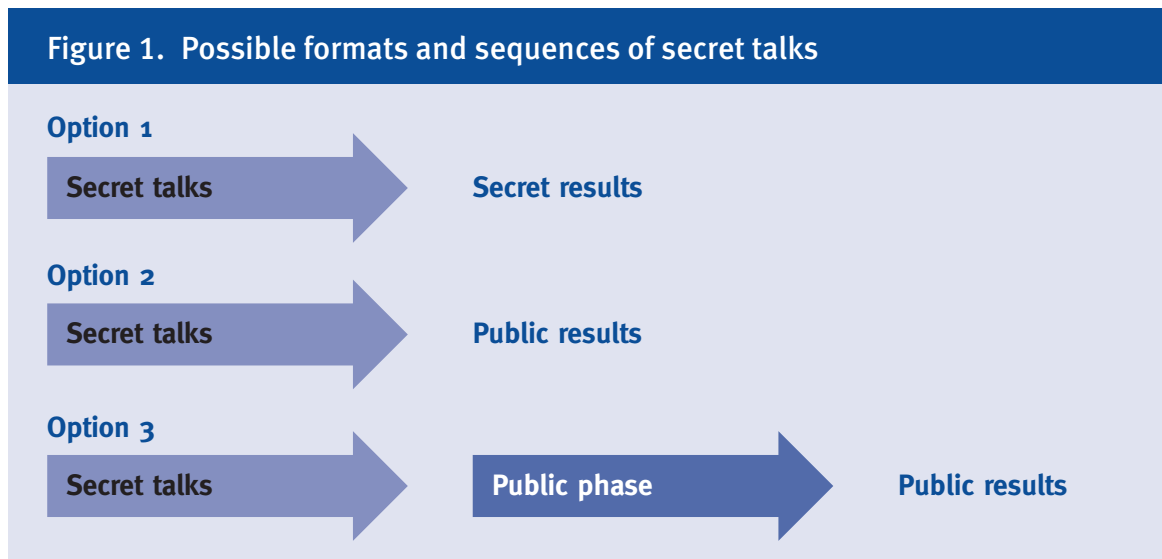 Figure 1. Possible formats and sequences of secret talks
Option 1
Secret talks
Secret results
Option 2
Secret talks
Public results
Option 3
Secret talks
Public phase
Public results